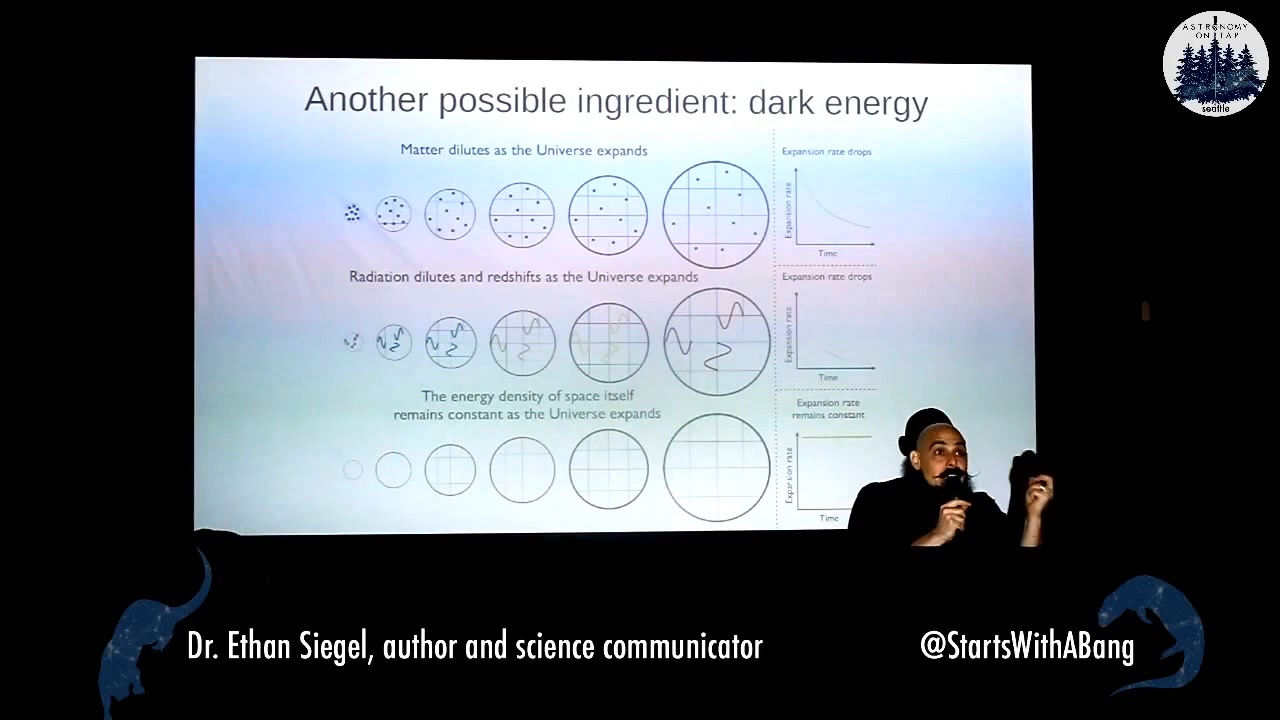 ASTRONOMY
ON TAP
seattle
Another possible ingredient: dark energy
Matter dilutes as the Universe expands
Expansion rate drops
Expansion rate
Time
Radiation dilutes and redshifts as the Universe expands
Expansion rate drops
Expansion rate
Time
The energy density of space itself
remains constant as the Universe expands
Expansion rate
remains constant
Expansion rate
Time
Dr. Ethan Siegel, author and science communicator
@StartsWithABang